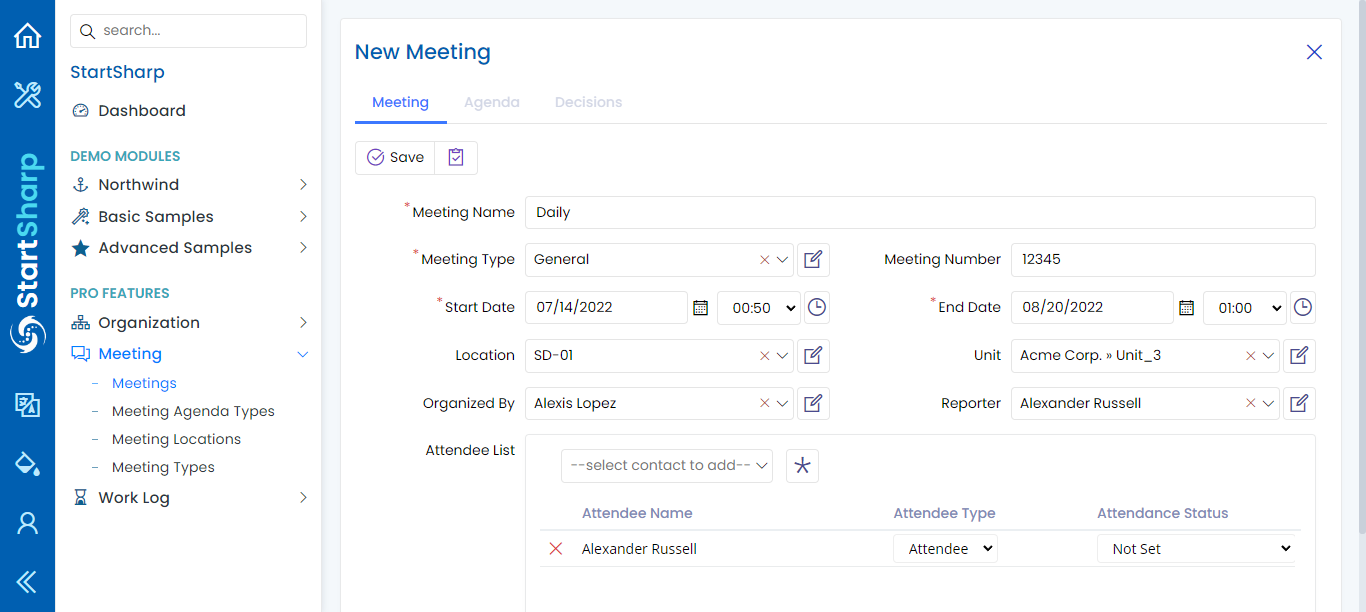 StartSharp
search...
StartSharp
Dashboard
DEMO MODULES
Northwind
Basic Samples
Advanced Samples
PRO FEATURES
Organization
Meeting
Meetings
Meeting Agenda Types
Meeting Locations
Meeting Types
Work Log
New Meeting
Meeting Agenda Decisions
Save
*Meeting Name Daily
*Meeting Type General Meeting Number 12345
*Start Date 07/14/2022 00:50 *End Date 08/20/2022 01:00
Location SD-01 Unit Acme Corp. » Unit_3
Organized By Alexis Lopez Reporter Alexander Russell
Attendee List
--select contact to add--
Attendee Name Attendee Type Attendance Status
Alexander Russell Attendee Not Set